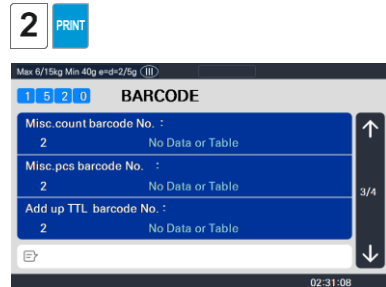 2 PRINT
Max 6/15kg Min 40g e=d=2/5g III
1 5 2 0 BARCODE
Misc.count barcode No. :
2 No Data or Table
Misc.pcs barcode No. :
2 No Data or Table
3/4
Add up TTL barcode No. :
2 No Data or Table
02:31:08